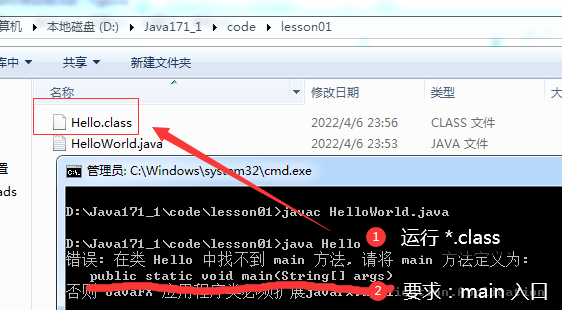 算机 ▸ 本地磁盘 (D:) ▸ Java171_1 ▸ code ▸ lesson01
库中 ▾ 共享 ▾ 新建文件夹
名称 修改日期 类型 大
Hello.class 2022/4/6 23:56 CLASS 文件
HelloWorld.java 2022/4/6 23:53 JAVA 文件
置
ads
管理员: C:\Windows\system32\cmd.exe
D:\Java171_1\code\lesson01>javac HelloWorld.java
D:\Java171_1\code\lesson01>java Hello
1 运行 *.class
错误: 在类 Hello 中找不到 main 方法, 请将 main 方法定义为:
public static void main(String[] args)
否则 JavaFX 应用程序类必须扩展javafx.
2 要求：main 入口